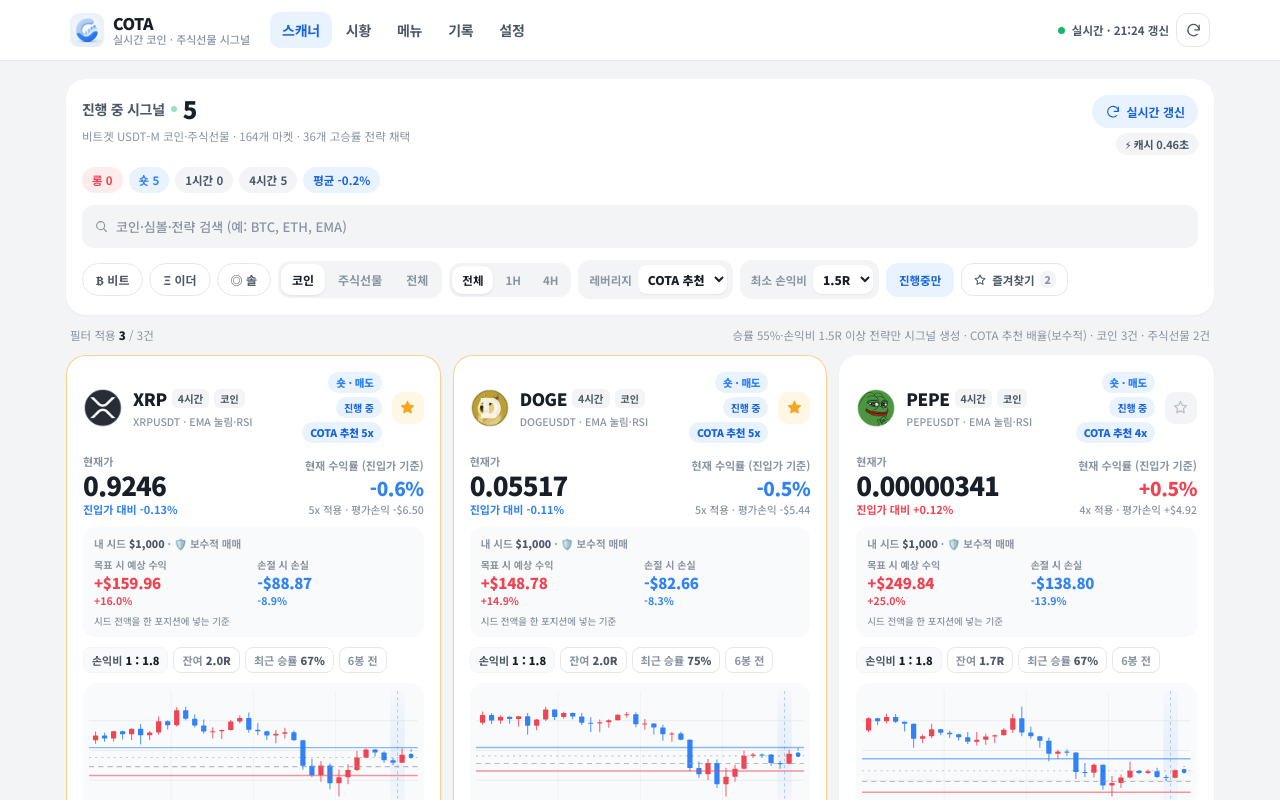 COTA
실시간 코인 · 주식선물 시그널
스캐너 시황 메뉴 기록 설정
실시간 · 21:24 갱신
진행 중 시그널 5
실시간 갱신
비트겟 USDT-M 코인·주식선물 · 164개 마켓 · 36개 고승률 전략 채택
⚡ 캐시 0.46초
롱 0 숏 5 1시간 0 4시간 5 평균 -0.2%
코인·심볼·전략 검색 (예: BTC, ETH, EMA)
₿ 비트 Ξ 이더 ◎ 솔 코인 주식선물 전체 전체 1H 4H 레버리지 COTA 추천 최소 손익비 1.5R 진행중만 즐겨찾기 2
필터 적용 3 / 3건
승률 55%·손익비 1.5R 이상 전략만 시그널 생성 · COTA 추천 배율(보수적) · 코인 3건 · 주식선물 2건
XRP 4시간 코인
XRPUSDT · EMA 눌림·RSI
숏 · 매도
진행 중
COTA 추천 5x
현재가
0.9246
진입가 대비 -0.13%
현재 수익률 (진입가 기준)
-0.6%
5x 적용 · 평가손익 -$6.50
내 시드 $1,000 · 🛡️ 보수적 매매
목표 시 예상 수익
+$159.96
+16.0%
손절 시 손실
-$88.87
-8.9%
시드 전액을 한 포지션에 넣는 기준
손익비 1 : 1.8 잔여 2.0R 최근 승률 67% 6봉 전
DOGE 4시간 코인
DOGEUSDT · EMA 눌림·RSI
숏 · 매도
진행 중
COTA 추천 5x
현재가
0.05517
진입가 대비 -0.11%
현재 수익률 (진입가 기준)
-0.5%
5x 적용 · 평가손익 -$5.44
내 시드 $1,000 · 🛡️ 보수적 매매
목표 시 예상 수익
+$148.78
+14.9%
손절 시 손실
-$82.66
-8.3%
시드 전액을 한 포지션에 넣는 기준
손익비 1 : 1.8 잔여 2.0R 최근 승률 75% 6봉 전
PEPE 4시간 코인
PEPEUSDT · EMA 눌림·RSI
숏 · 매도
진행 중
COTA 추천 4x
현재가
0.00000341
진입가 대비 +0.12%
현재 수익률 (진입가 기준)
+0.5%
4x 적용 · 평가손익 +$4.92
내 시드 $1,000 · 🛡️ 보수적 매매
목표 시 예상 수익
+$249.84
+25.0%
손절 시 손실
-$138.80
-13.9%
시드 전액을 한 포지션에 넣는 기준
손익비 1 : 1.8 잔여 1.7R 최근 승률 67% 6봉 전